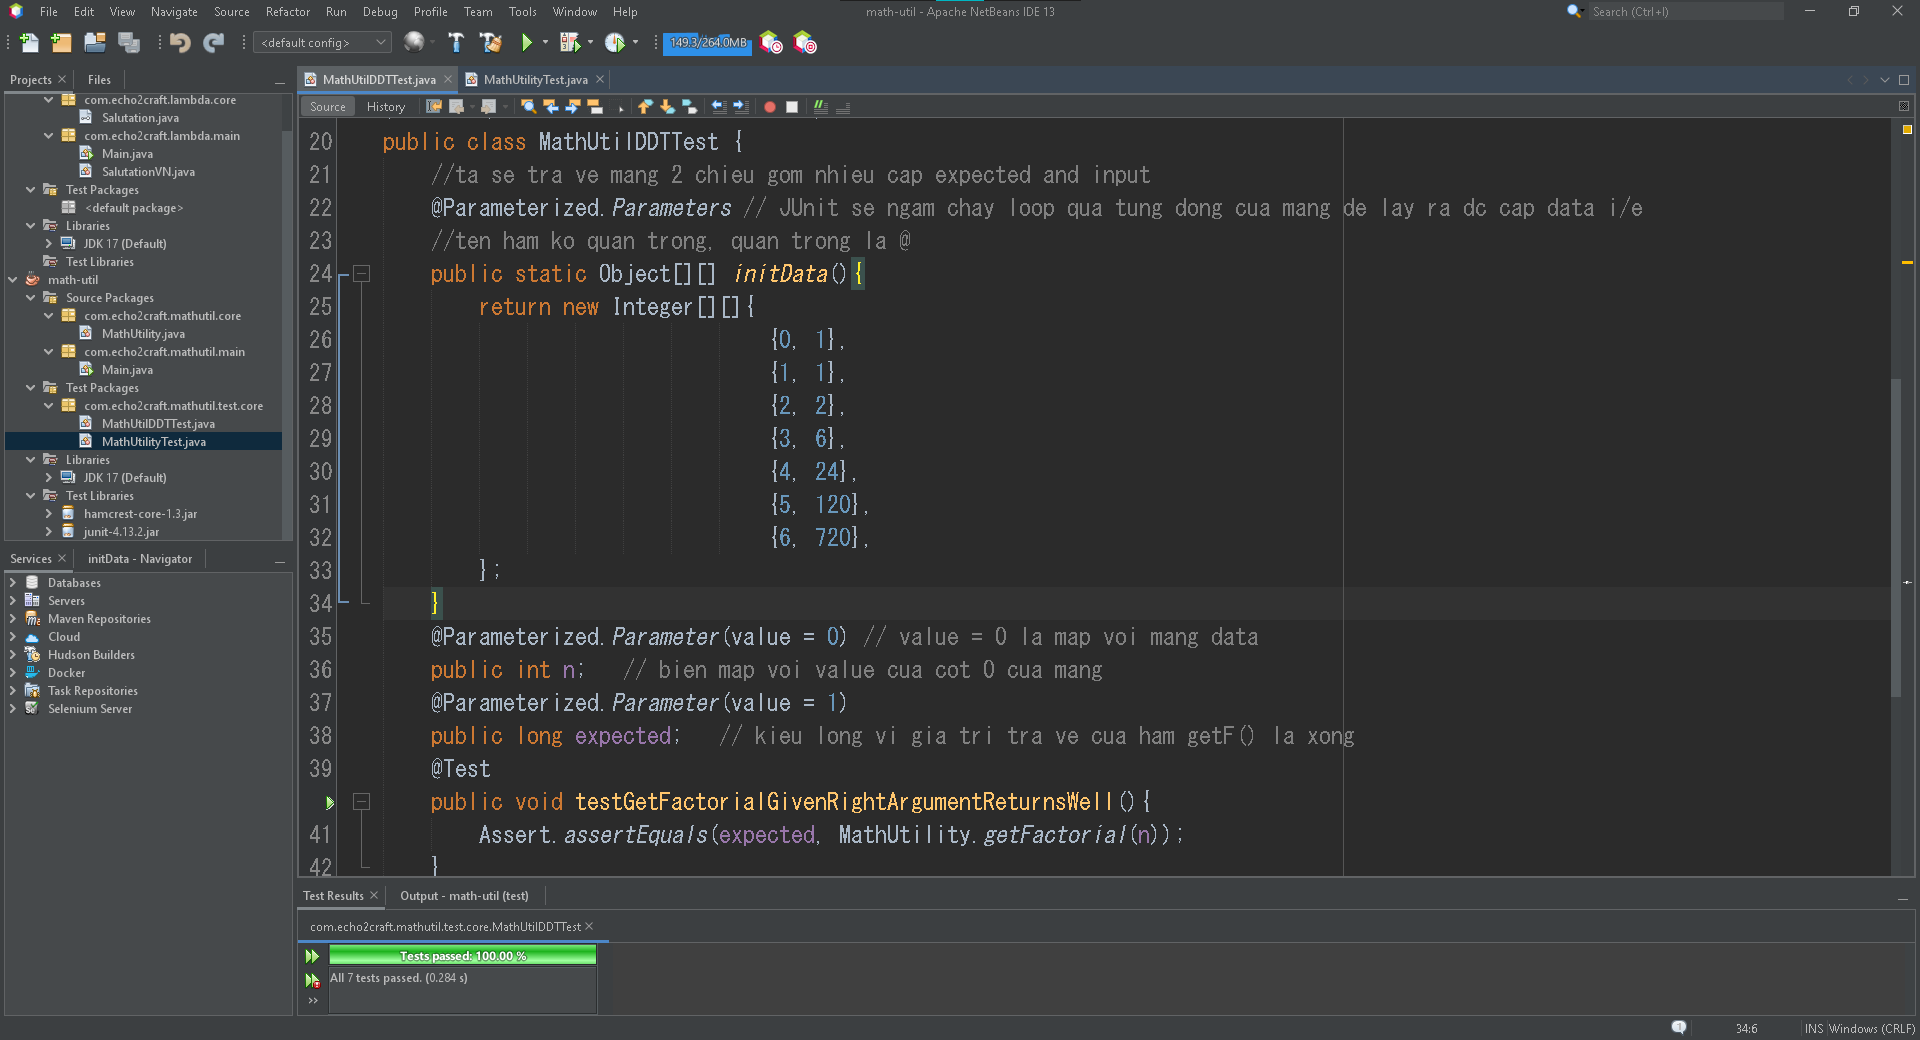 File Edit View Navigate Source Refactor Run Debug Profile Team Tools Window Help
math-util - Apache NetBeans IDE 13
Search (Ctrl+I)
<default config>
149.3/264.0MB
Projects
Files
com.echo2craft.lambda.core
Salutation.java
com.echo2craft.lambda.main
Main.java
SalutationVN.java
Test Packages
<default package>
Libraries
JDK 17 (Default)
Test Libraries
math-util
Source Packages
com.echo2craft.mathutil.core
MathUtility.java
com.echo2craft.mathutil.main
Main.java
Test Packages
com.echo2craft.mathutil.test.core
MathUtilDDTTest.java
MathUtilityTest.java
Libraries
JDK 17 (Default)
Test Libraries
hamcrest-core-1.3.jar
junit-4.13.2.jar
Services
initData - Navigator
Databases
Servers
Maven Repositories
Cloud
Hudson Builders
Docker
Task Repositories
Selenium Server
MathUtilDDTTest.java
MathUtilityTest.java
Source
History
20 public class MathUtilDDTTest {
21 //ta se tra ve mang 2 chieu gom nhieu cap expected and input
22 @Parameterized.Parameters // JUnit se ngam chay loop qua tung dong cua mang de lay ra dc cap data i/e
23 //ten ham ko quan trong, quan trong la @
24 public static Object[][] initData(){
25 return new Integer[][]{
26 {0, 1},
27 {1, 1},
28 {2, 2},
29 {3, 6},
30 {4, 24},
31 {5, 120},
32 {6, 720},
33 };
34 }
35 @Parameterized.Parameter(value = 0) // value = 0 la map voi mang data
36 public int n; // bien map voi value cua cot 0 cua mang
37 @Parameterized.Parameter(value = 1)
38 public long expected; // kieu long vi gia tri tra ve cua ham getF() la xong
39 @Test
public void testGetFactorialGivenRightArgumentReturnsWell(){
41 Assert.assertEquals(expected, MathUtility.getFactorial(n));
42 }
Test Results
Output - math-util (test)
com.echo2craft.mathutil.test.core.MathUtilDDTTest
Tests passed: 100.00 %
All 7 tests passed. (0.284 s)
1
34:6
INS
Windows (CRLF)